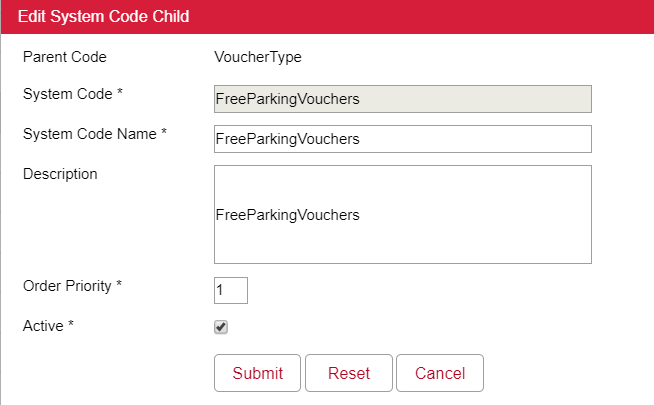 Edit System Code Child
Parent Code VoucherType
System Code * FreeParkingVouchers
System Code Name * FreeParkingVouchers
Description FreeParkingVouchers
Order Priority * 1
Active *
Submit Reset Cancel